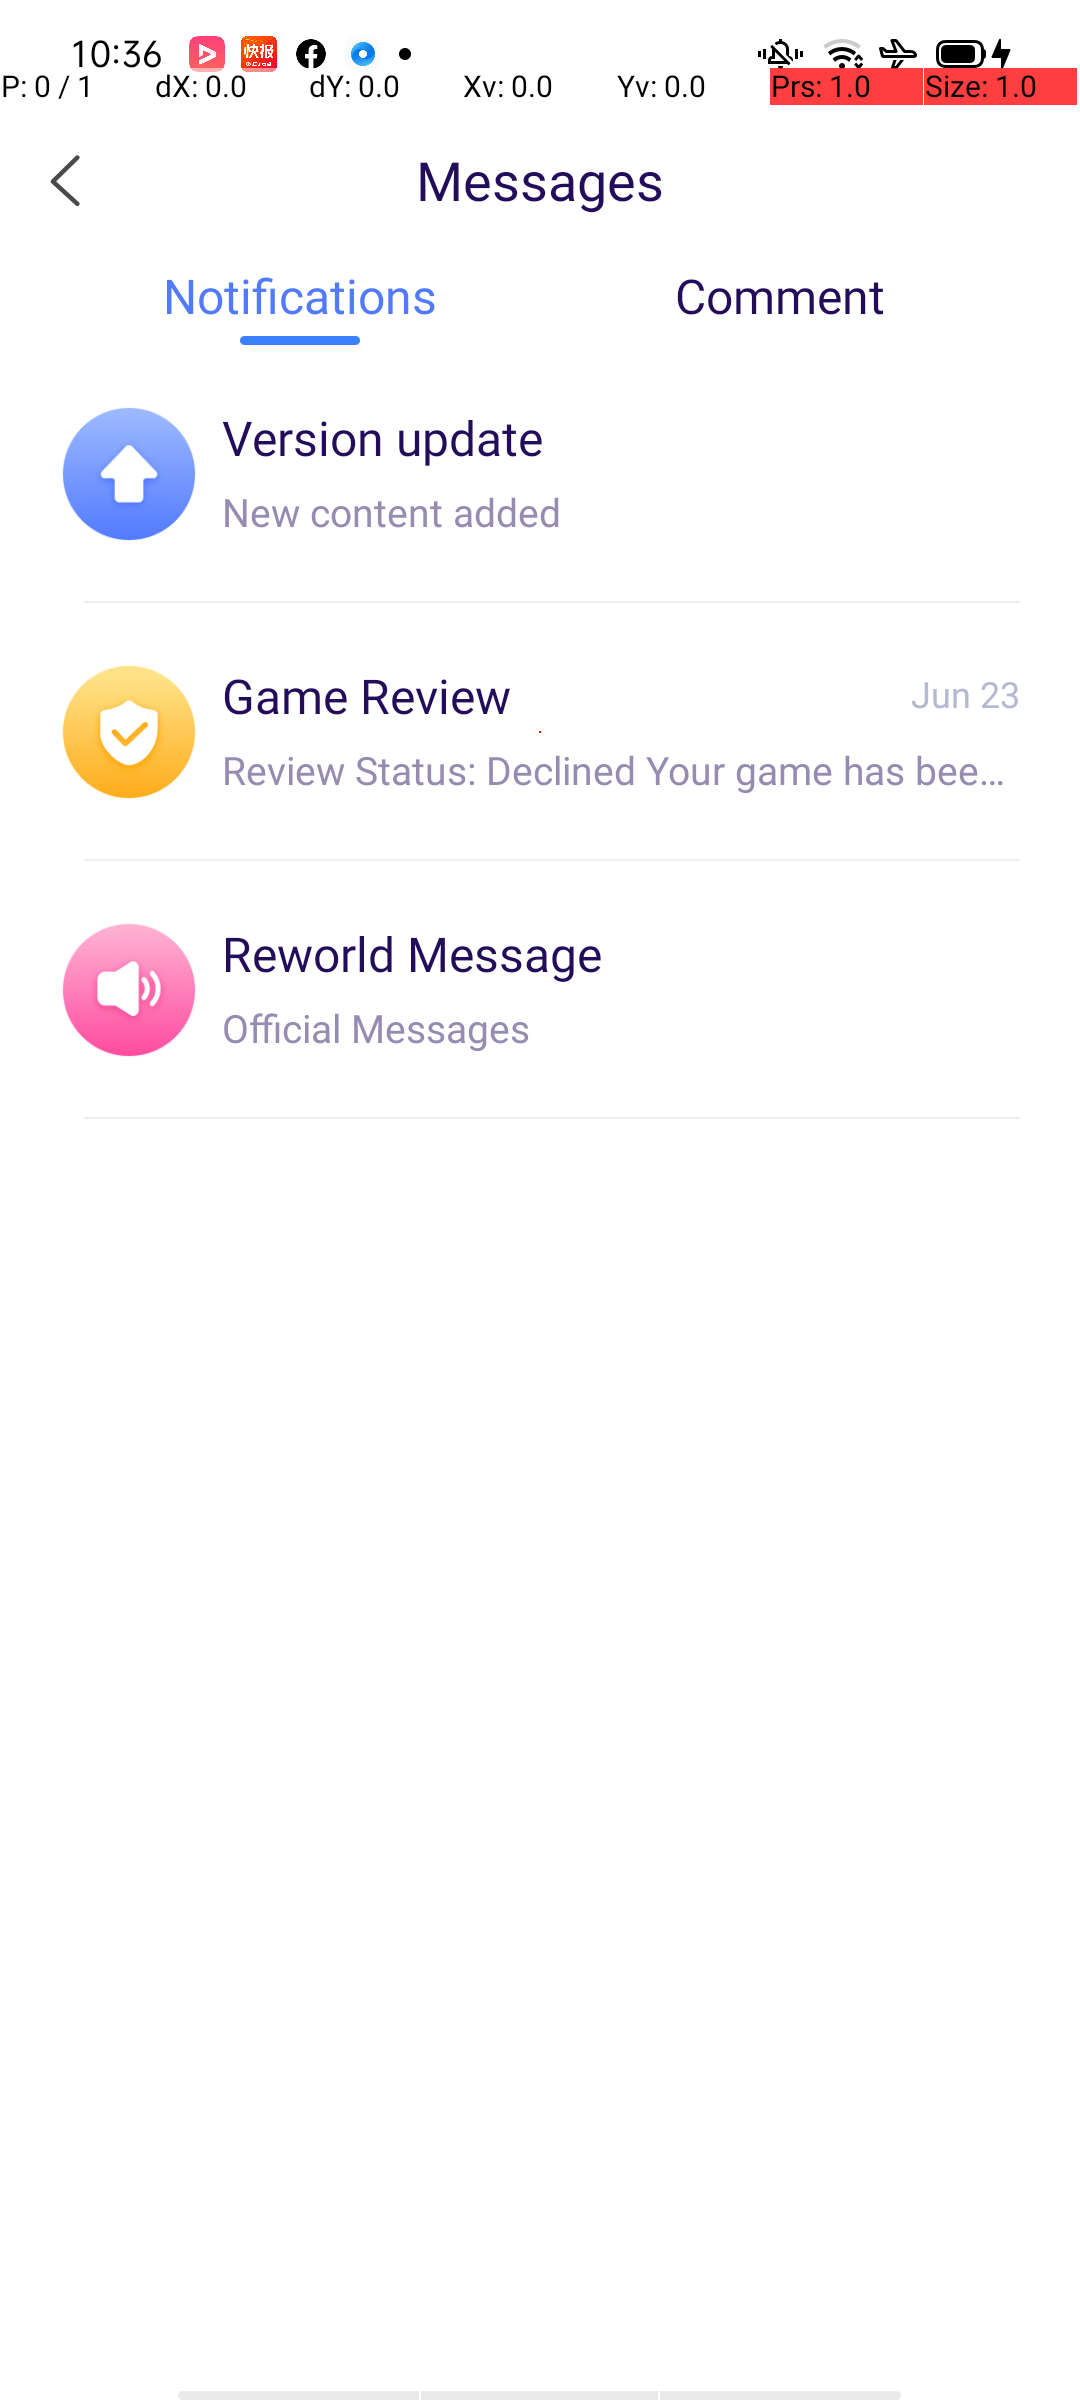 10:36
快报
P: 0 / 1 dX: 0.0 dY: 0.0 Xv: 0.0 Yv: 0.0 Prs: 1.0 Size: 1.0
Messages
Notifications Comment
Version update
New content added
Game Review Jun 23
Review Status: Declined Your game has bee...
Reworld Message
Official Messages